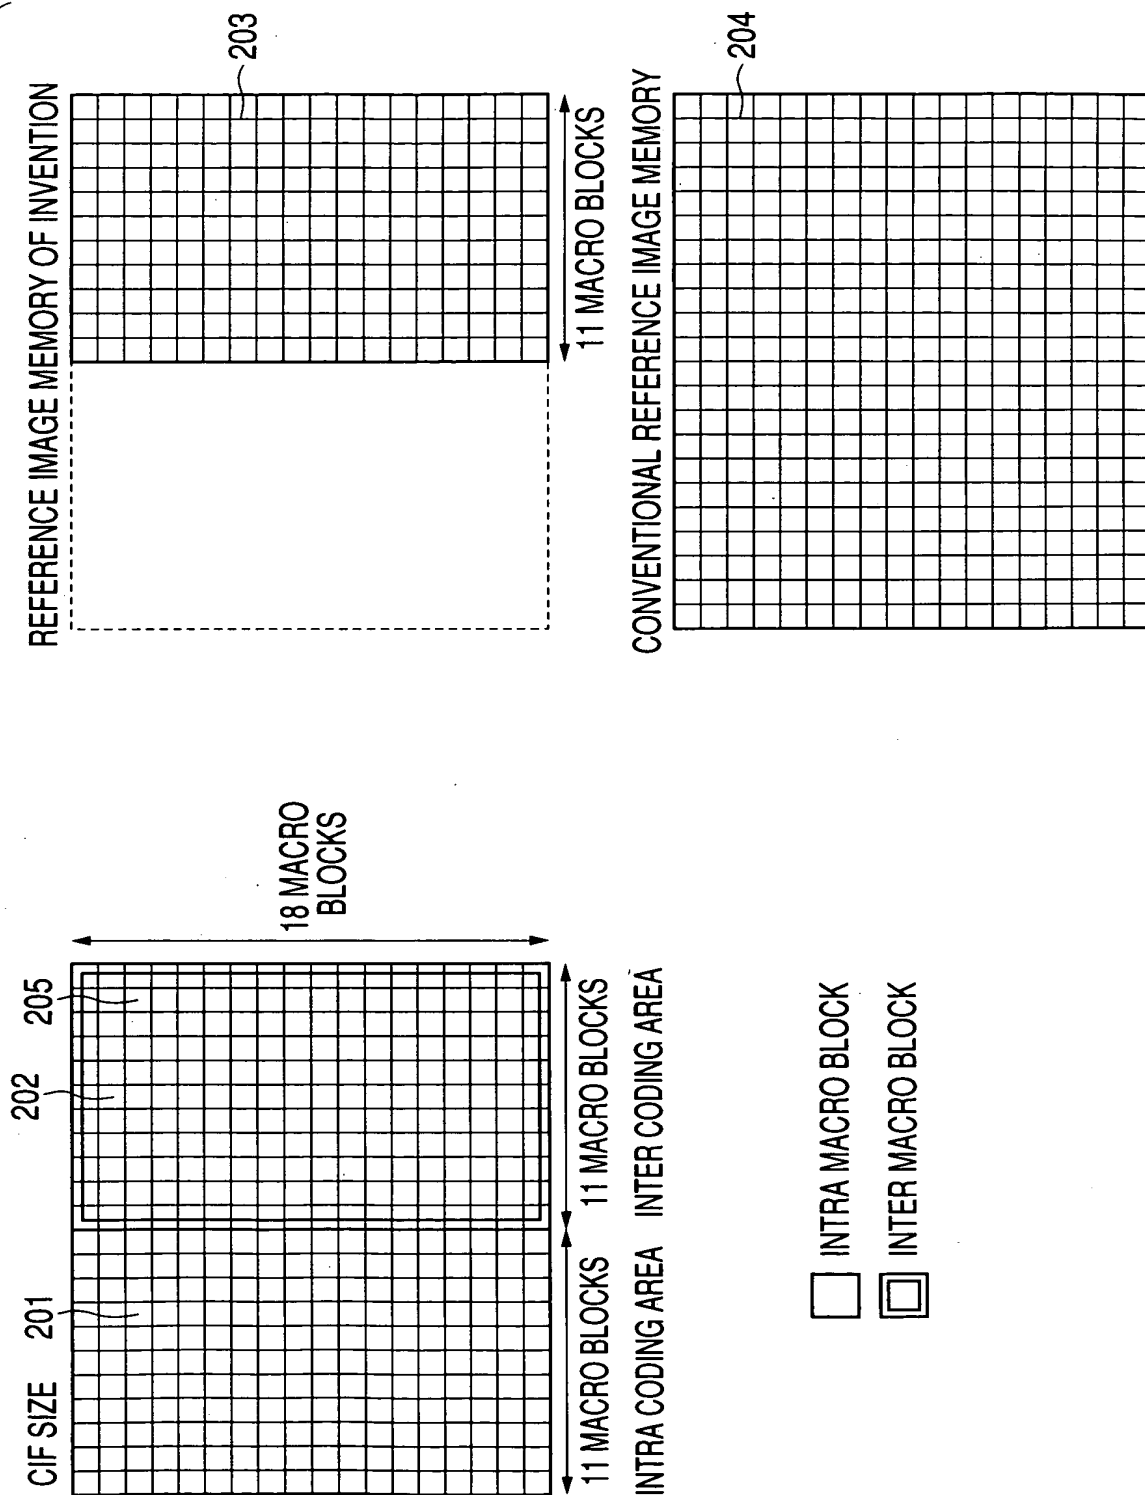 CIF SIZE
201
202
205
18 MACRO
BLOCKS
11 MACRO BLOCKS
11 MACRO BLOCKS
INTRA CODING AREA
INTER CODING AREA
INTRA MACRO BLOCK
INTER MACRO BLOCK
REFERENCE IMAGE MEMORY OF INVENTION
203
11 MACRO BLOCKS
CONVENTIONAL REFERENCE IMAGE MEMORY
204